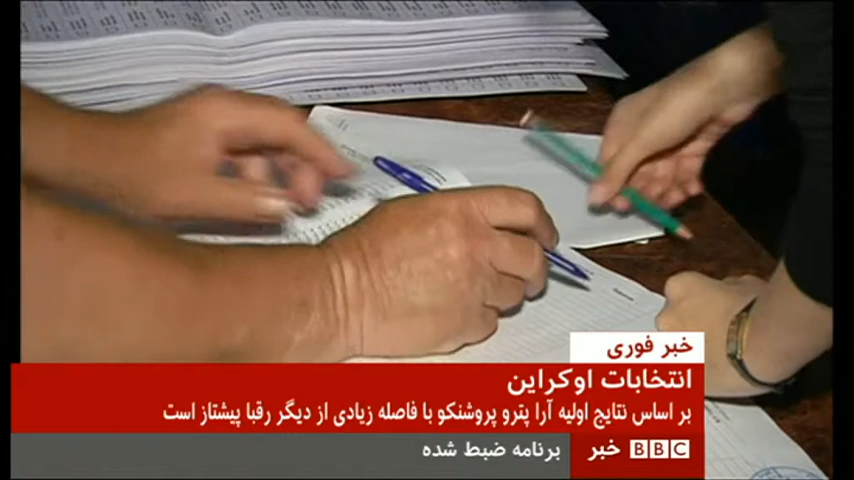 خبر فوری
انتخابات اوکراین
بر اساس نتایج اولیه آرا پترو پروشنکو با فاصله زیادی از دیگر رقبا پیشتاز است
BBC خبر
برنامه ضبط شده